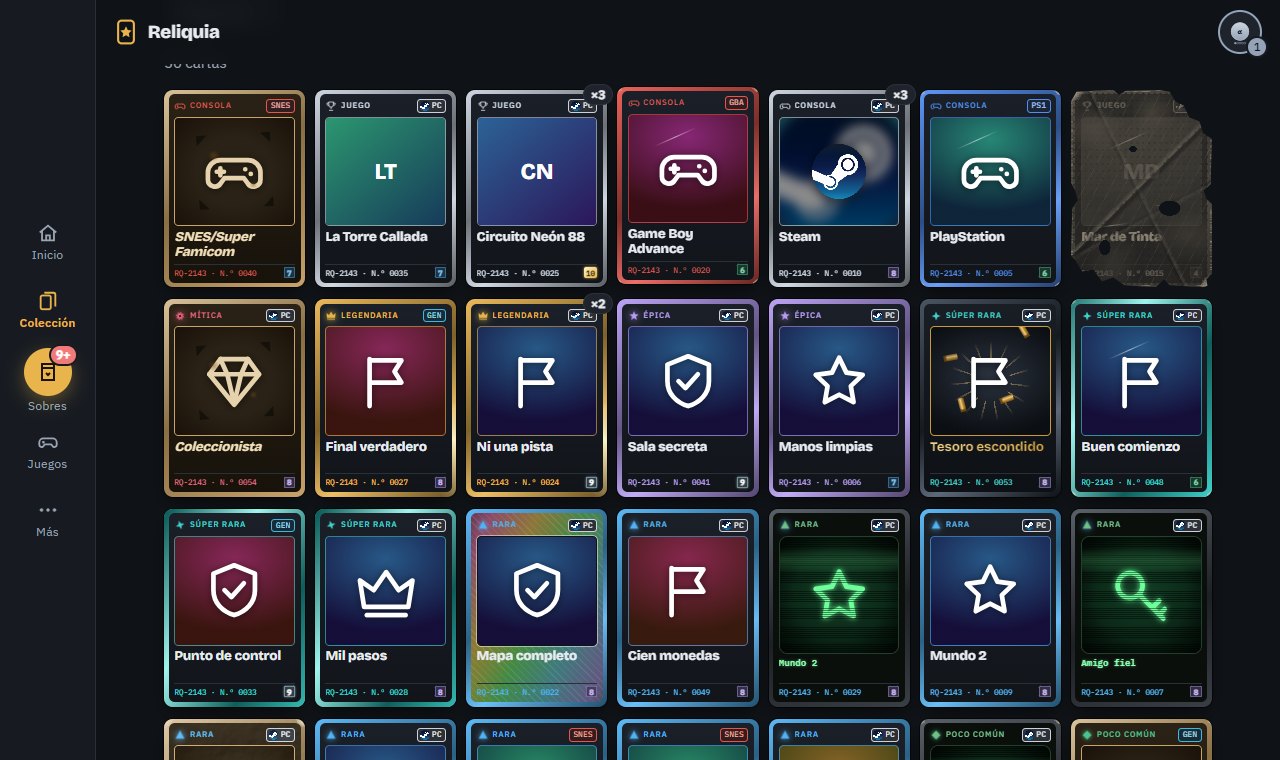 Reliquia
1
Inicio
Colección
9+
Sobres
Juegos
Más
CONSOLA SNES
SNES/Super Famicom
RQ-2143 · N.º 0040 7
JUEGO PC
LT
La Torre Callada
RQ-2143 · N.º 0035 7
JUEGO PC ×3
CN
Circuito Neón 88
RQ-2143 · N.º 0025 10
CONSOLA GBA
Game Boy Advance
RQ-2143 · N.º 0020 6
CONSOLA PC ×3
Steam
RQ-2143 · N.º 0010 8
CONSOLA PS1
PlayStation
RQ-2143 · N.º 0005 6
JUEGO
MD
Mar de Tinta
N.º 0015 4
MÍTICA PC
Coleccionista
RQ-2143 · N.º 0054 8
LEGENDARIA GEN
Final verdadero
RQ-2143 · N.º 0027 8
LEGENDARIA PC ×2
Ni una pista
RQ-2143 · N.º 0024 9
ÉPICA PC
Sala secreta
RQ-2143 · N.º 0041 9
ÉPICA PC
Manos limpias
RQ-2143 · N.º 0006 7
SÚPER RARA PC
Tesoro escondido
RQ-2143 · N.º 0053 8
SÚPER RARA PC
Buen comienzo
RQ-2143 · N.º 0048 6
SÚPER RARA GEN
Punto de control
RQ-2143 · N.º 0033 9
SÚPER RARA PC
Mil pasos
RQ-2143 · N.º 0028 8
RARA PC
Mapa completo
RQ-2143 · N.º 0022 8
RARA PC
Cien monedas
RQ-2143 · N.º 0049 8
RARA PC
Mundo 2
RQ-2143 · N.º 0029 8
RARA PC
Mundo 2
RQ-2143 · N.º 0009 8
RARA PC
Amigo fiel
RQ-2143 · N.º 0007 8
RARA PC
RARA PC
RARA SNES
RARA SNES
RARA PC
POCO COMÚN PC
POCO COMÚN GEN